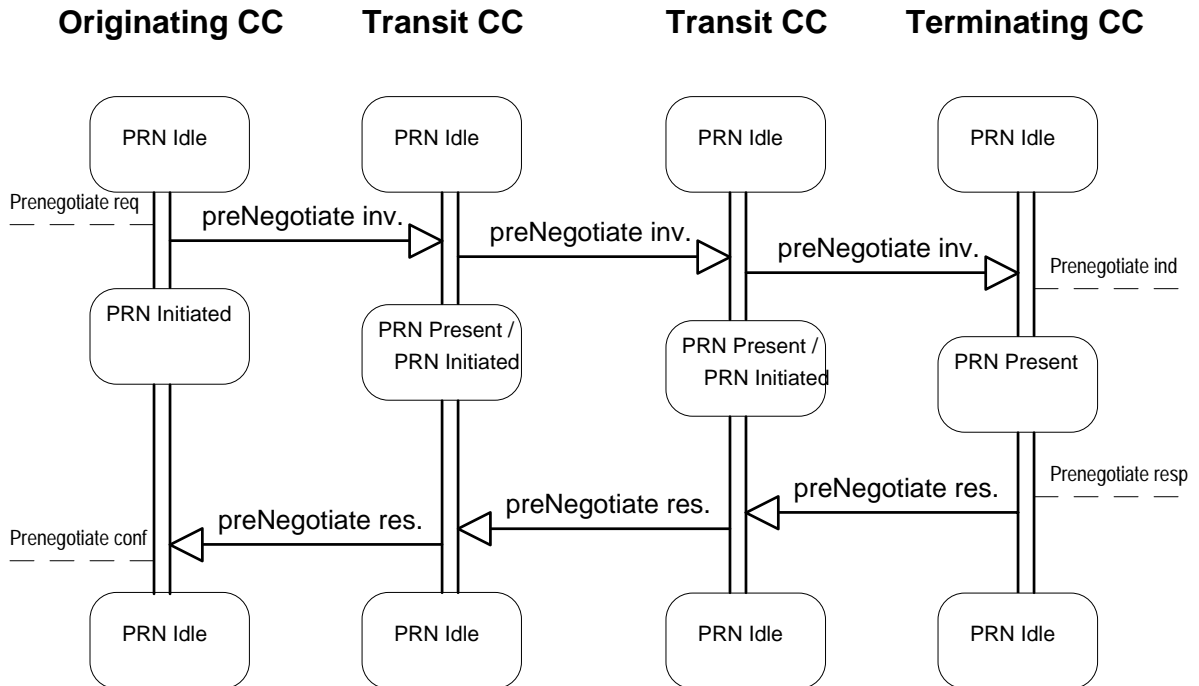 Originating CC
Transit CC
Transit CC
Terminating CC
PRN Idle
PRN Idle
PRN Idle
PRN Idle
Prenegotiate req
preNegotiate inv.
preNegotiate inv.
preNegotiate inv.
Prenegotiate ind
PRN Initiated
PRN Present /
PRN Initiated
PRN Present /
PRN Initiated
PRN Present
Prenegotiate resp
preNegotiate res.
preNegotiate res.
preNegotiate res.
Prenegotiate conf
PRN Idle
PRN Idle
PRN Idle
PRN Idle